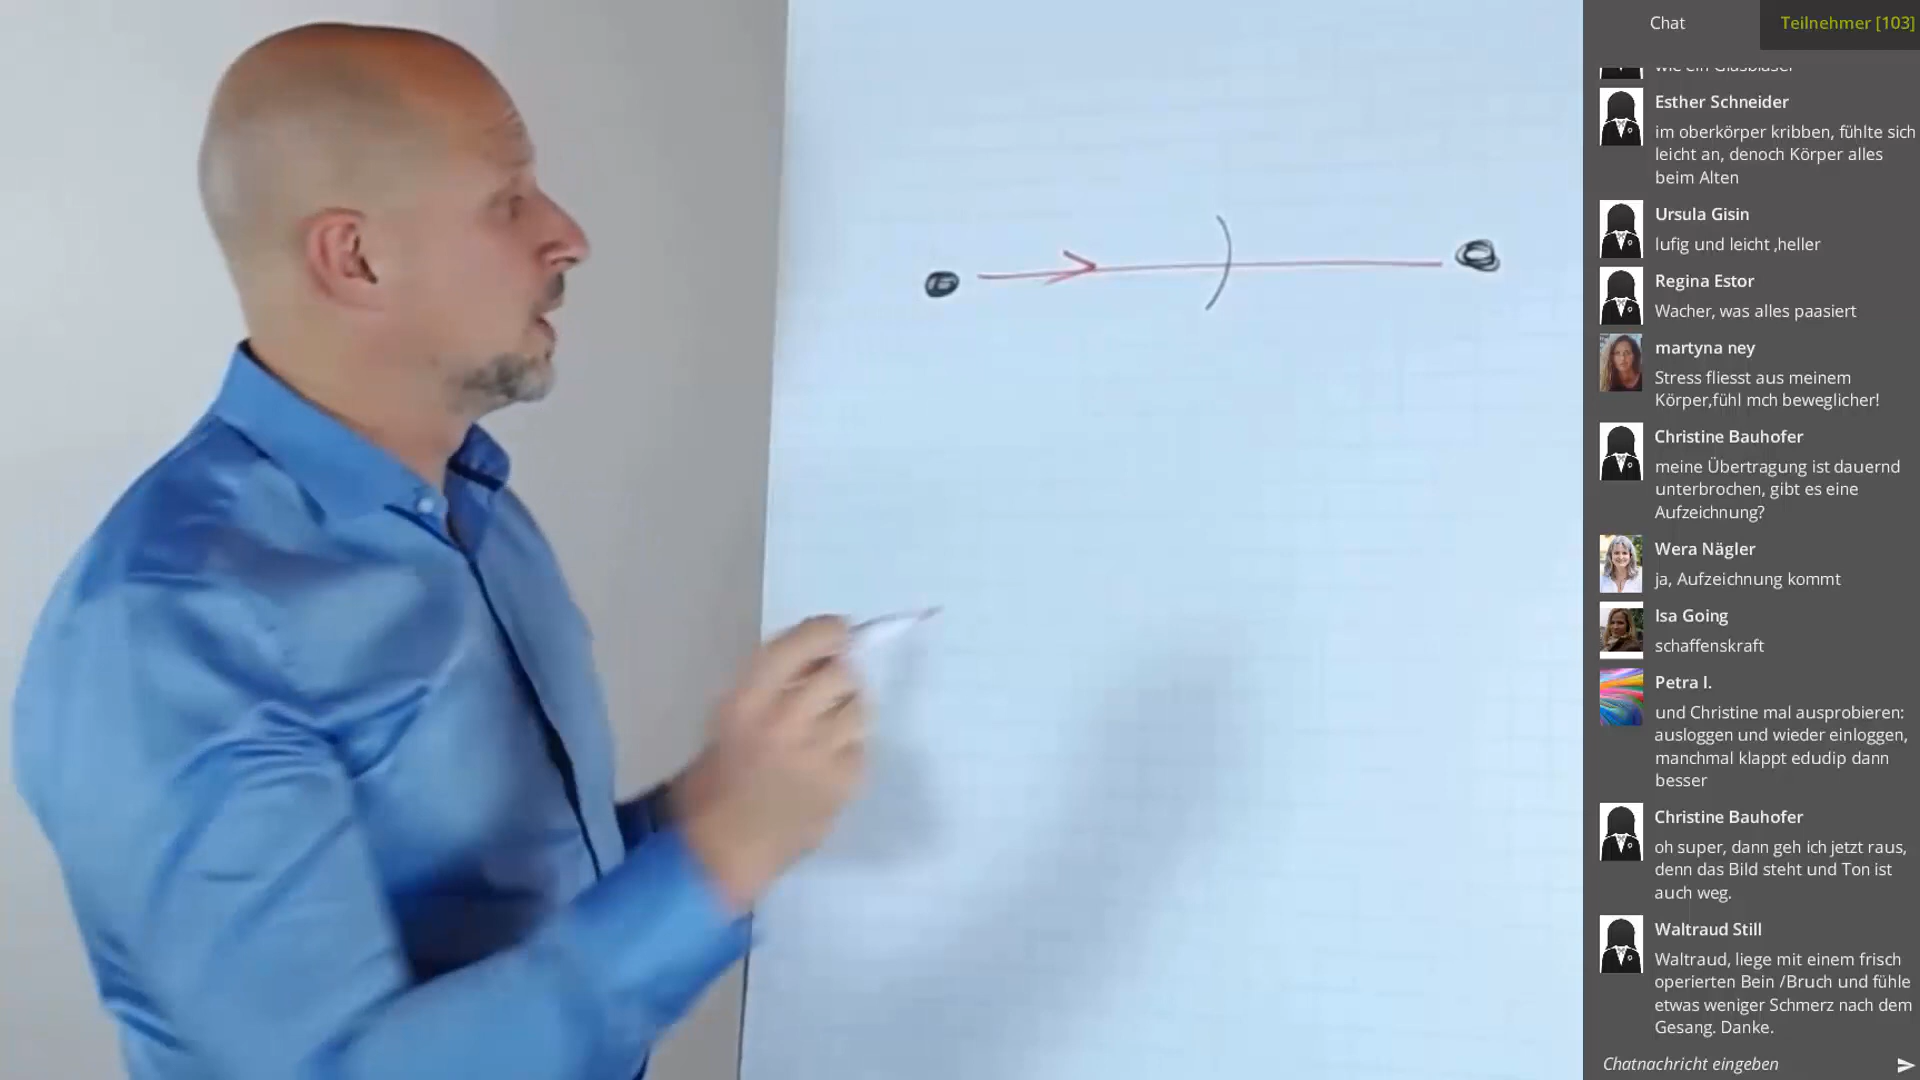 Chat
Teilnehmer [103]
wie ein Glasbläser
Esther Schneider
im oberkörper kribben, fühlte sich
leicht an, denoch Körper alles
beim Alten
Ursula Gisin
lufig und leicht ,heller
Regina Estor
Wacher, was alles paasiert
martyna ney
Stress fliesst aus meinem
Körper,fühl mch beweglicher!
Christine Bauhofer
meine Übertragung ist dauernd
unterbrochen, gibt es eine
Aufzeichnung?
Wera Nägler
ja, Aufzeichnung kommt
Isa Going
schaffenskraft
Petra I.
und Christine mal ausprobieren:
ausloggen und wieder einloggen,
manchmal klappt edudip dann
besser
Christine Bauhofer
oh super, dann geh ich jetzt raus,
denn das Bild steht und Ton ist
auch weg.
Waltraud Still
Waltraud, liege mit einem frisch
operierten Bein /Bruch und fühle
etwas weniger Schmerz nach dem
Gesang. Danke.
Chatnachricht eingeben